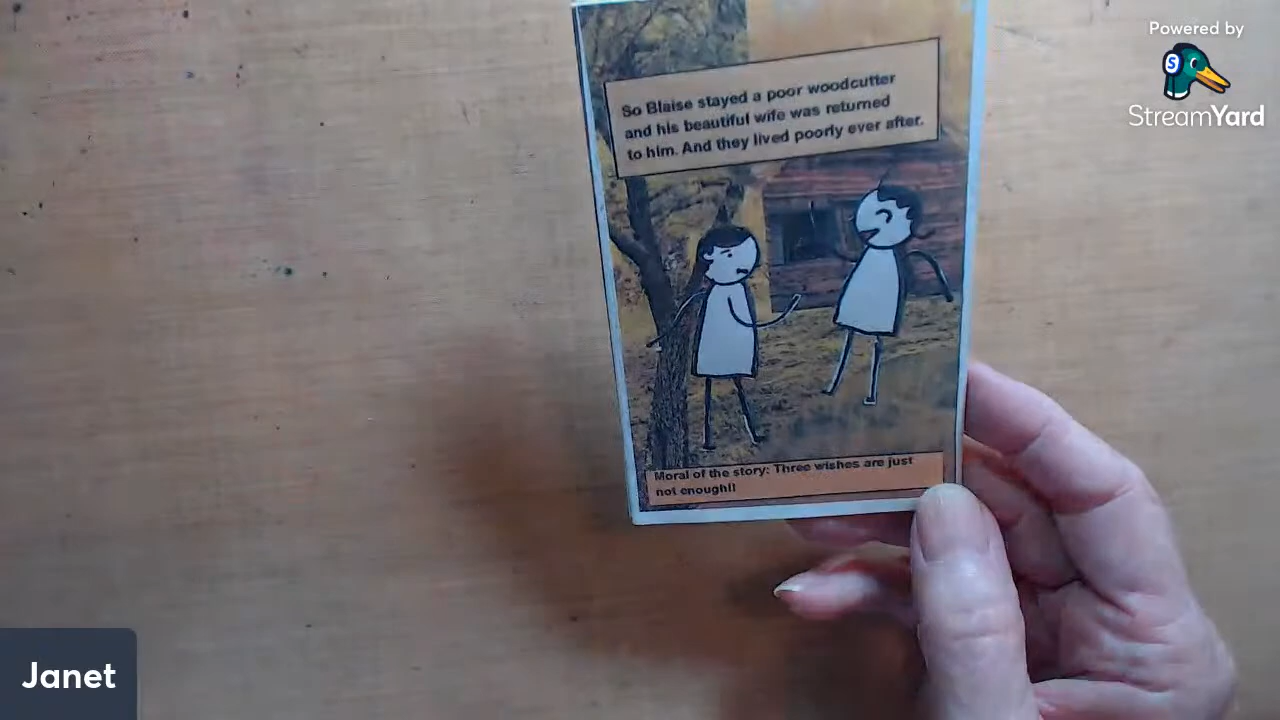 Powered by
S
StreamYard
So Blaise stayed a poor woodcutter
and his beautiful wife was returned
to him. And they lived poorly ever after.
Moral of the story: Three wishes are just
not enough!!
Janet